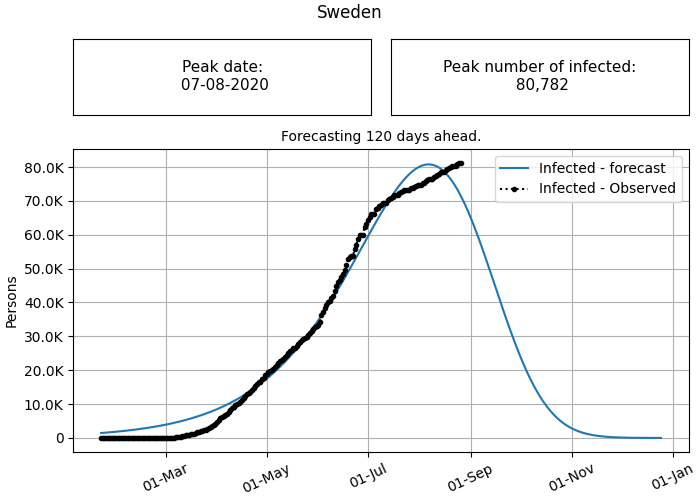 Sweden
Peak date:
07-08-2020
Peak number of infected:
80,782
Forecasting 120 days ahead.
Infected - forecast
Infected - Observed
80.0K
70.0K
60.0K
50.0K
40.0K
30.0K
20.0K
10.0K
0
Persons
01-Mar
01-May
01-Jul
01-Sep
01-Nov
01-Jan